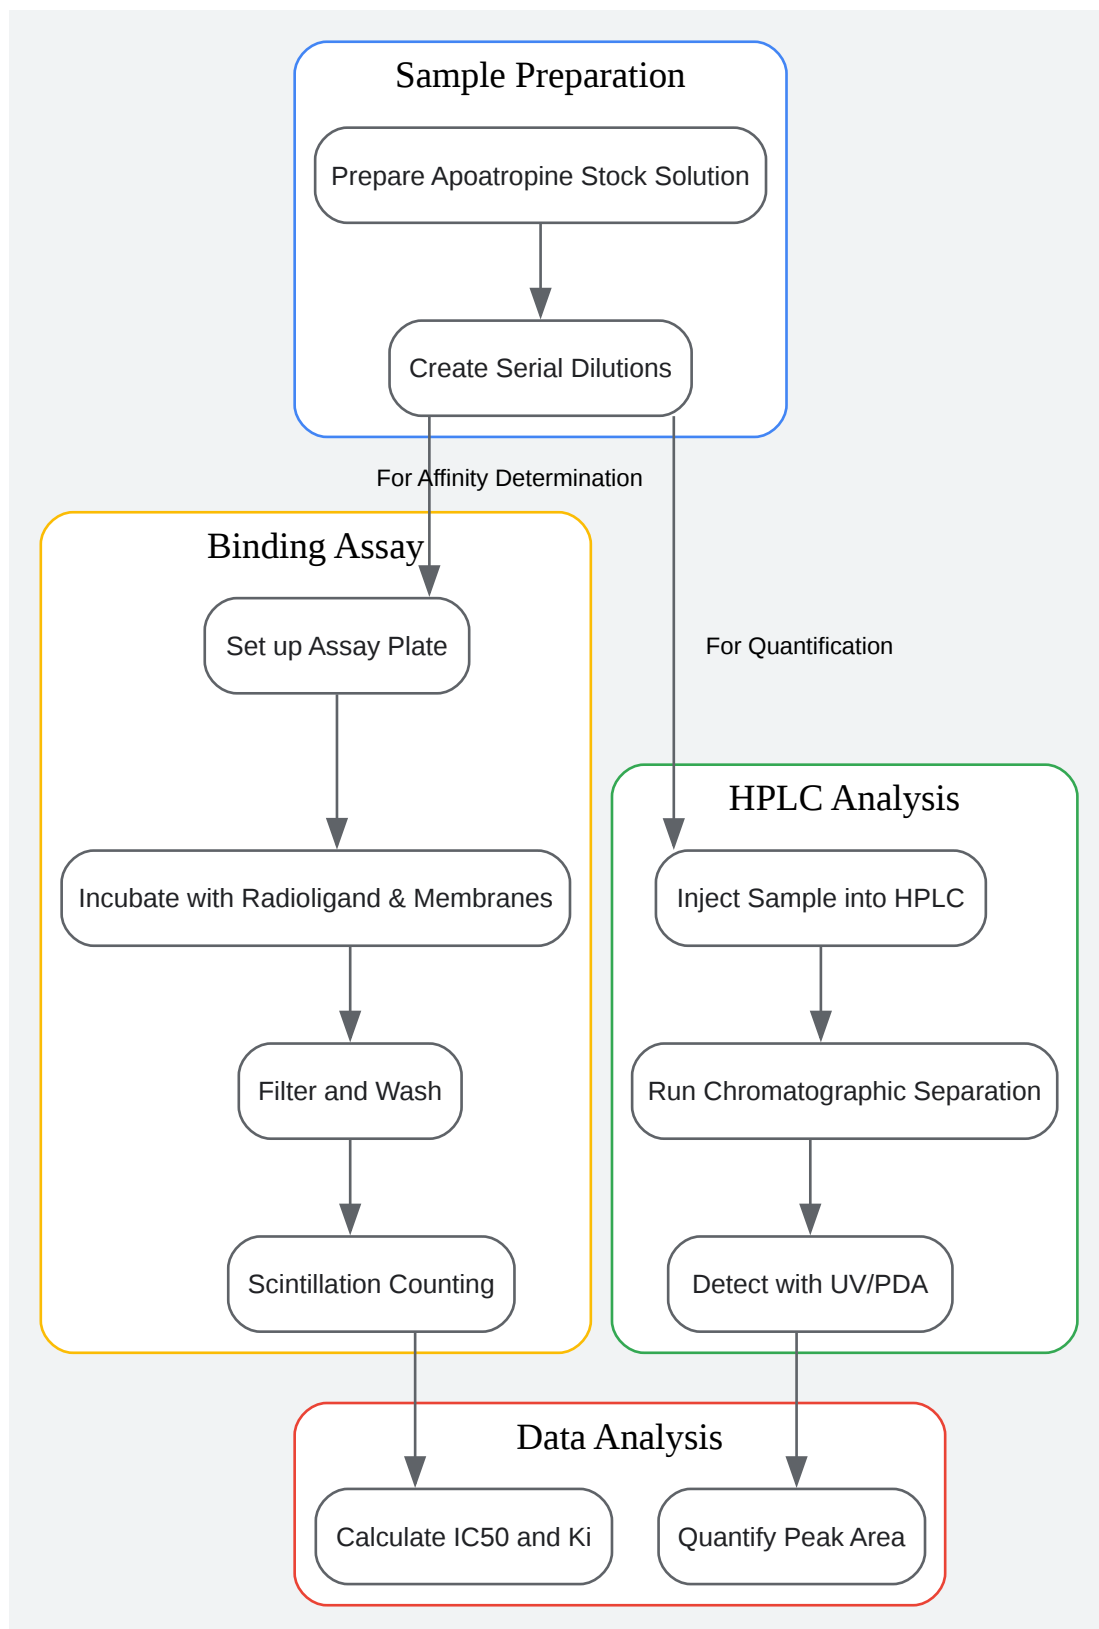 Sample Preparation
Prepare Apoatropine Stock Solution
Create Serial Dilutions
For Affinity Determination
Binding Assay
Set up Assay Plate
For Quantification
HPLC Analysis
Incubate with Radioligand & Membranes
Inject Sample into HPLC
Filter and Wash
Run Chromatographic Separation
Scintillation Counting
Detect with UV/PDA
Data Analysis
Calculate IC50 and Ki
Quantify Peak Area